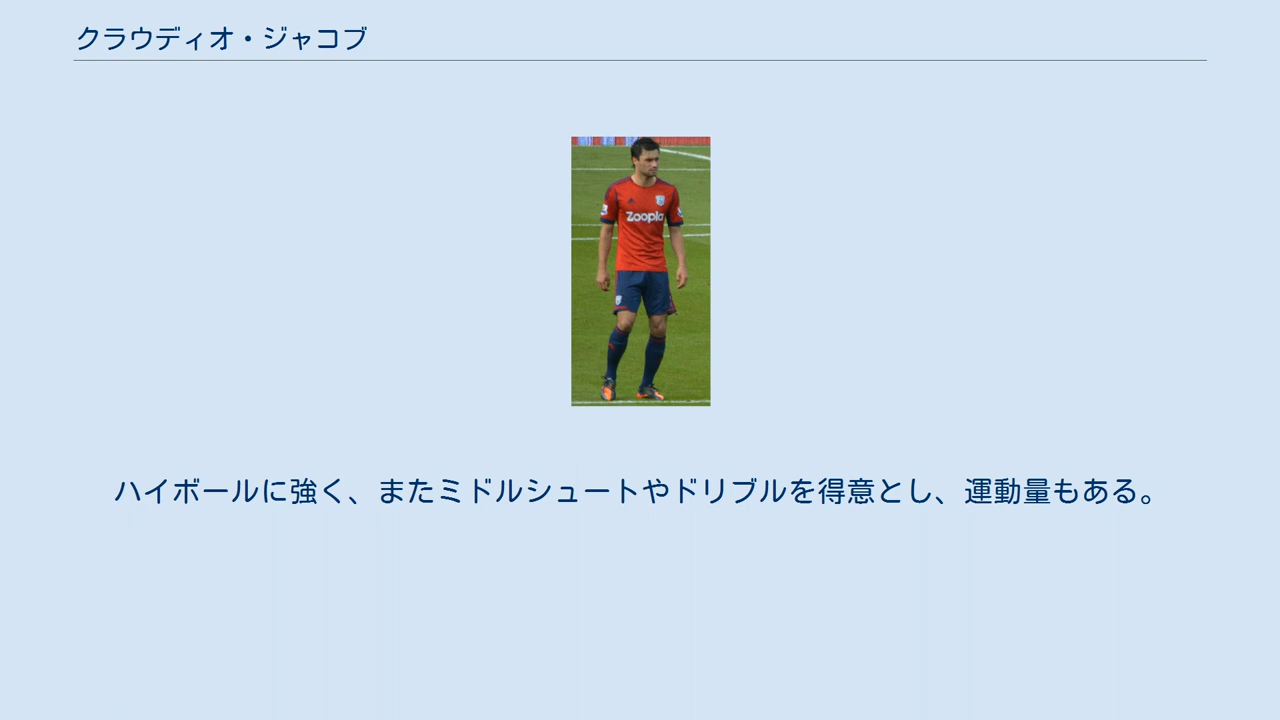 クラウディオ・ジャコブ
Zoopla
ハイボールに強く、またミドルシュートやドリブルを得意とし、運動量もある。